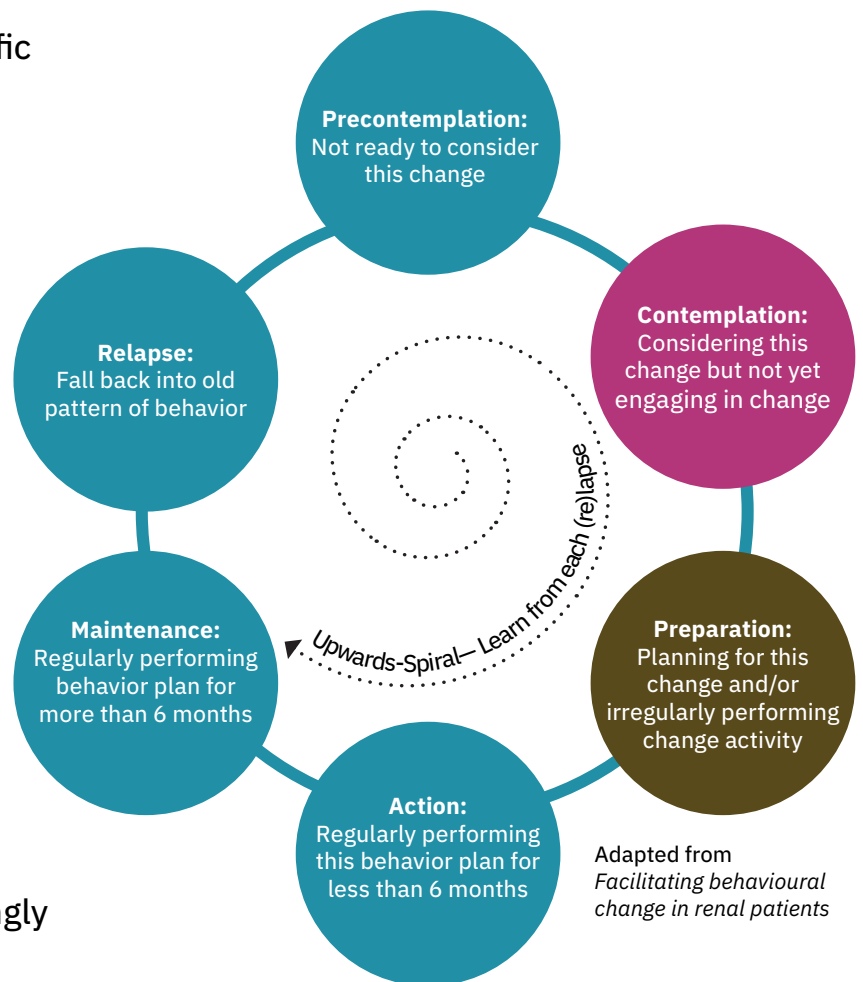 fic
Precontemplation:
Not ready to consider
this change
Contemplation:
Considering this
change but not yet
engaging in change
Preparation:
Planning for this
change and/or
irregularly performing
change activity
Action:
Regularly performing
this behavior plan for
less than 6 months
Maintenance:
Regularly performing
behavior plan for
more than 6 months
Relapse:
Fall back into old
pattern of behavior
Upwards-Spiral– Learn from each (re)lapse
Adapted from
Facilitating behavioural
change in renal patients
gly